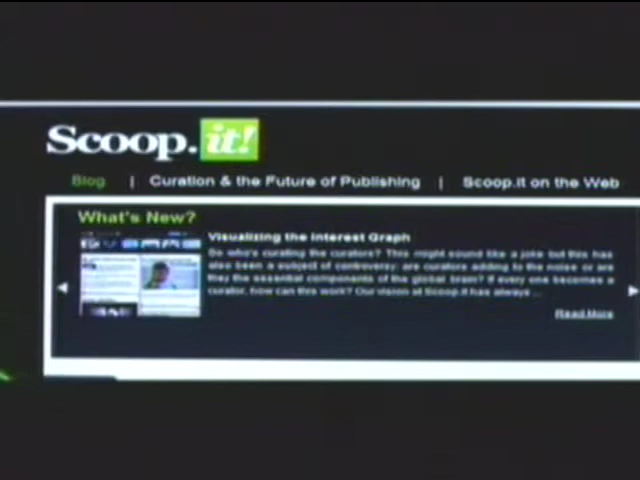 Scoop.it!
Blog | Curation & the Future of Publishing | Scoop.it on the Web
What's New?
Visualizing the Interest Graph
So who's curating the curators? This might sound like a joke but this has
also been a subject of controversy: are curators adding to the noise or are
they the essential components of the global brain? If every one becomes a
curator, how can this work? Our vision at Scoop.it has always ...
Read More